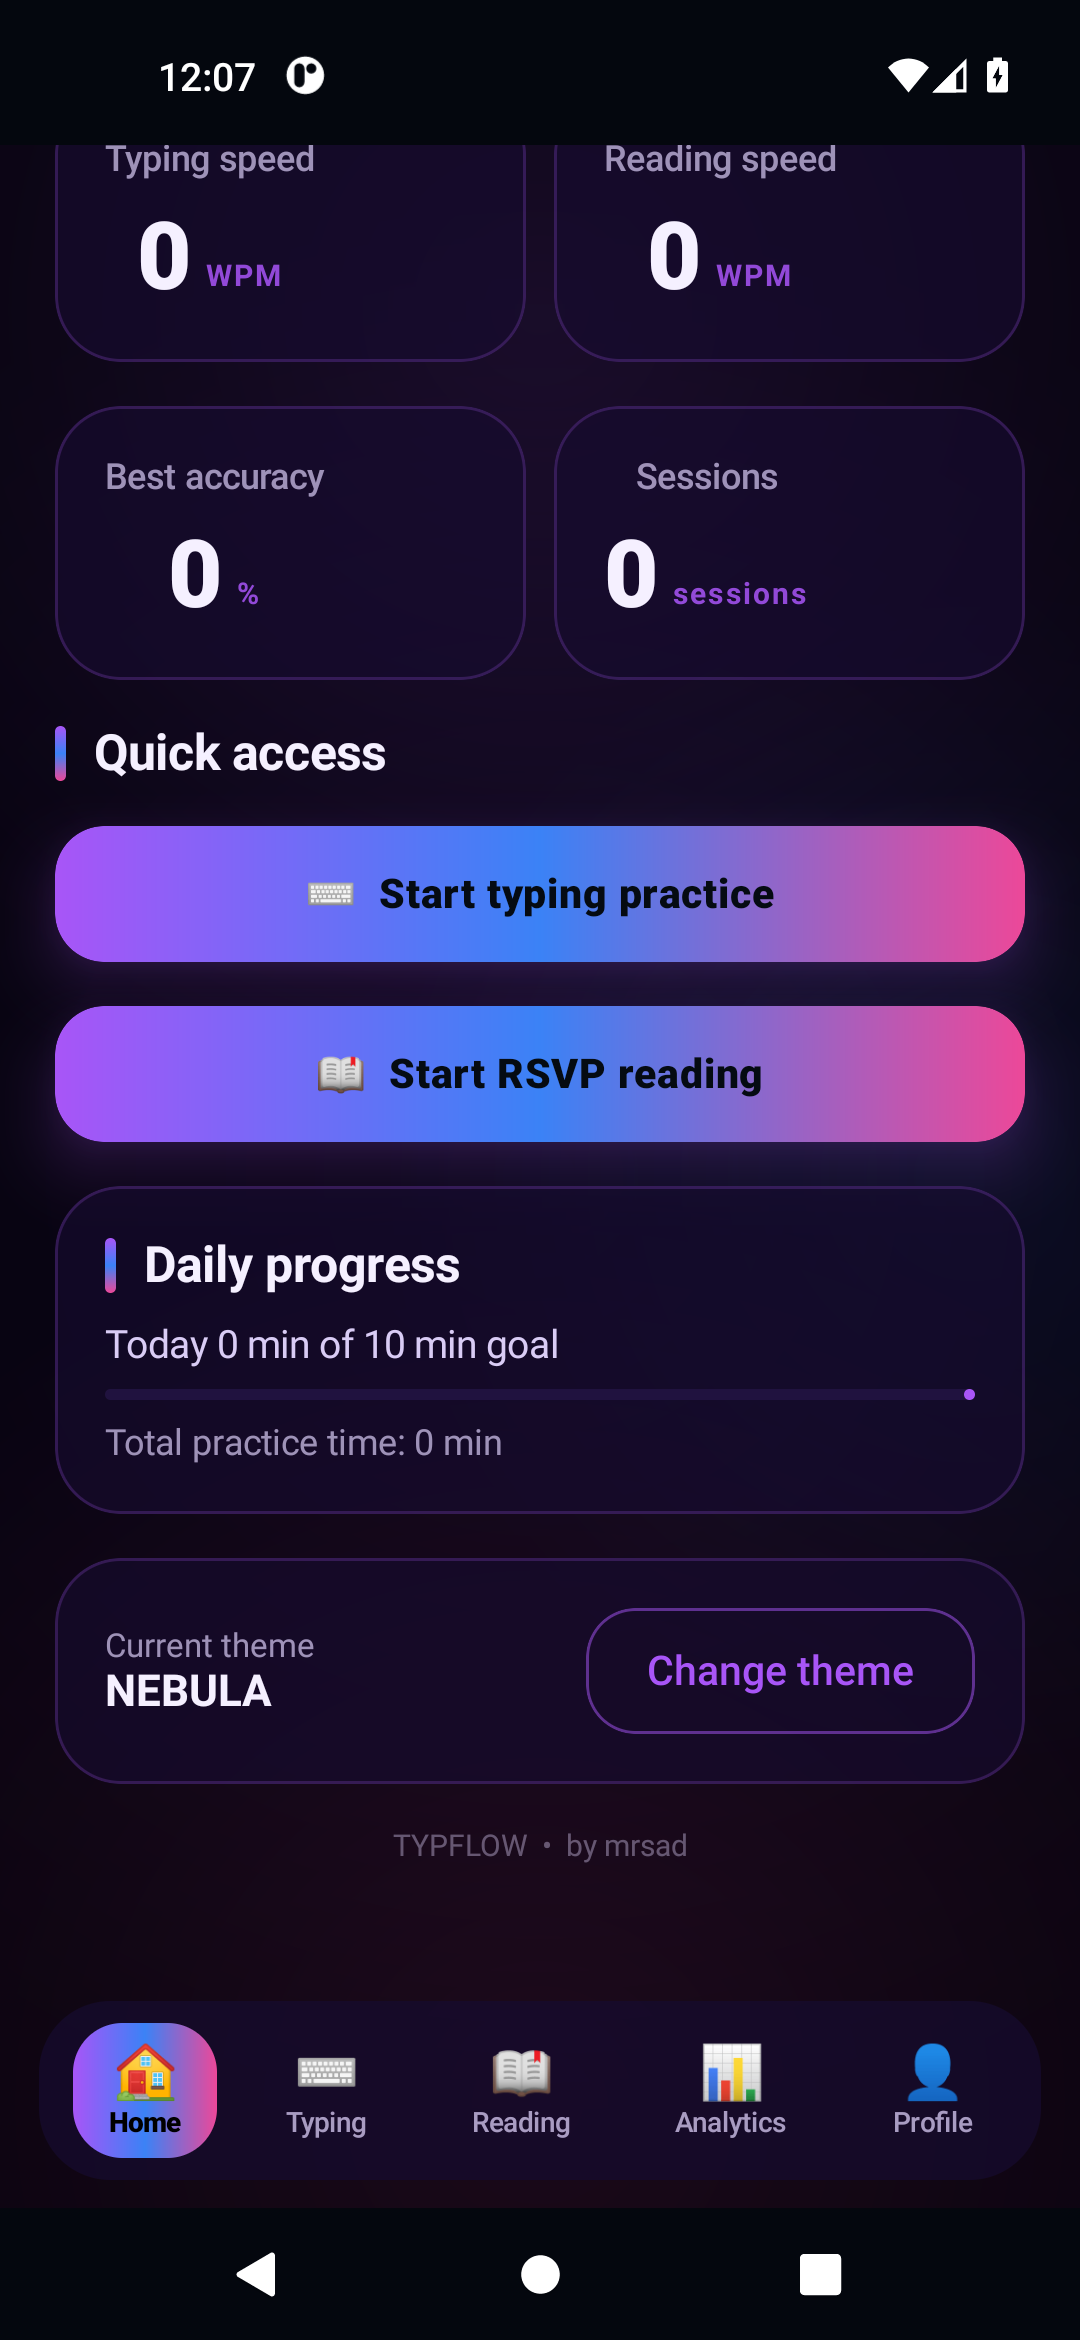 12:07
Typing speed
Reading speed
0 WPM
0 WPM
Best accuracy
Sessions
0 %
0 sessions
Quick access
Start typing practice
Start RSVP reading
Daily progress
Today 0 min of 10 min goal
Total practice time: 0 min
Current theme
NEBULA
Change theme
TYPFLOW • by mrsad
Home
Typing
Reading
Analytics
Profile